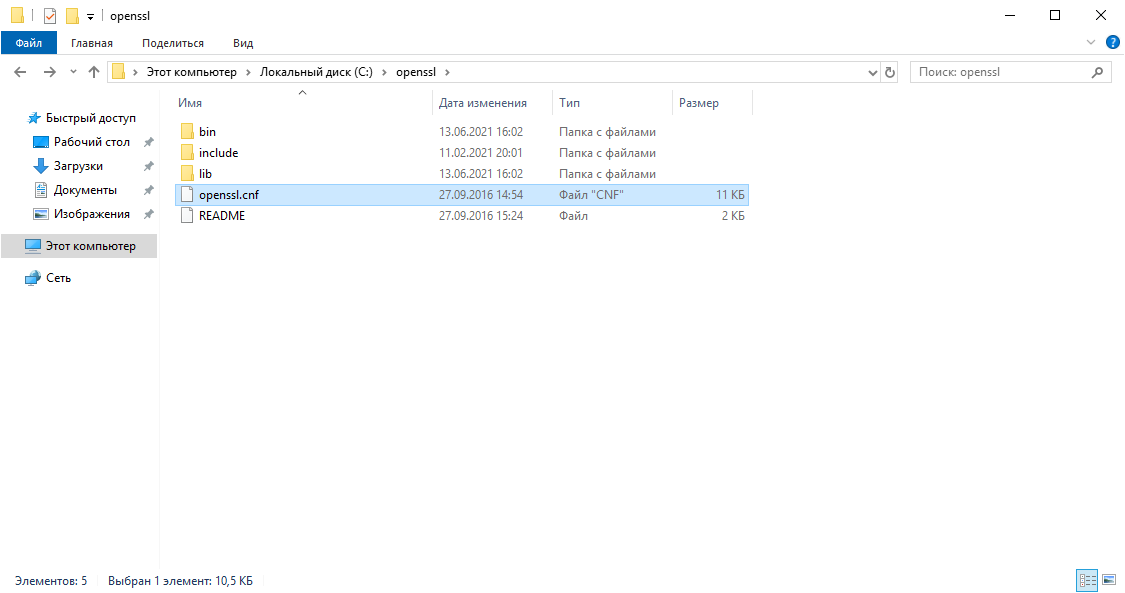 openssl
Файл Главная Поделиться Вид
Этот компьютер Локальный диск (C:) openssl Поиск: openssl
Имя Дата изменения Тип Размер
Быстрый доступ
Рабочий стол
Загрузки
Документы
Изображения
Этот компьютер
Сеть
bin 13.06.2021 16:02 Папка с файлами
include 11.02.2021 20:01 Папка с файлами
lib 13.06.2021 16:02 Папка с файлами
openssl.cnf 27.09.2016 14:54 Файл "CNF" 11 КБ
README 27.09.2016 15:24 Файл 2 КБ
Элементов: 5 Выбран 1 элемент: 10,5 КБ